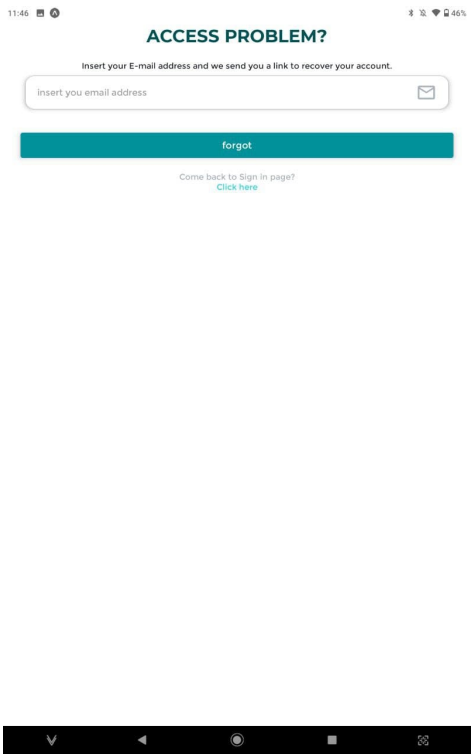 11:46
46%
ACCESS PROBLEM?
Insert your E-mail address and we send you a link to recover your account.
insert you email address
forgot
Come back to Sign in page?
Click here